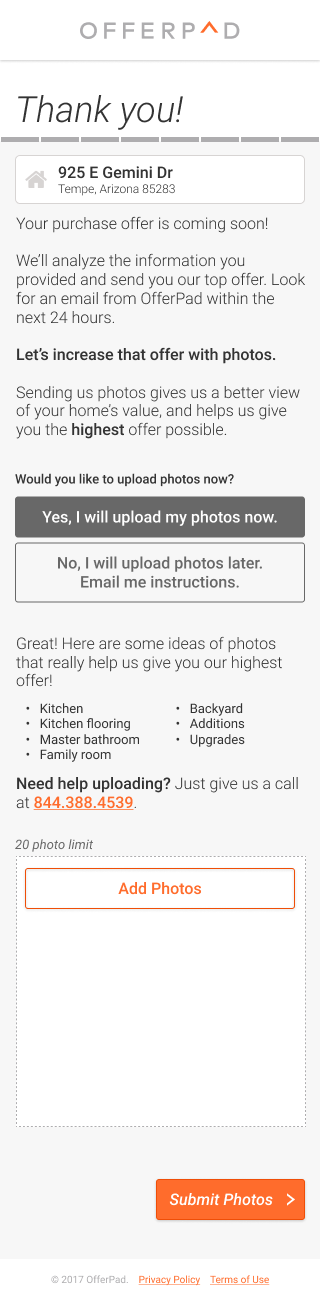 OFFERPAD
Thank you!
925 E Gemini Dr
Tempe, Arizona 85283
Your purchase offer is coming soon!
We'll analyze the information you
provided and send you our top offer. Look
for an email from OfferPad within the
next 24 hours.
Let's increase that offer with photos.
Sending us photos gives us a better view
of your home's value, and helps us give
you the highest offer possible.
Would you like to upload photos now?
Yes, I will upload my photos now.
No, I will upload photos later.
Email me instructions.
Great! Here are some ideas of photos
that really help us give you our highest
offer!
• Kitchen
• Kitchen flooring
• Master bathroom
• Family room
• Backyard
• Additions
• Upgrades
Need help uploading? Just give us a call
at 844.388.4539.
20 photo limit
Add Photos
Submit Photos
© 2017 OfferPad. Privacy Policy Terms of Use